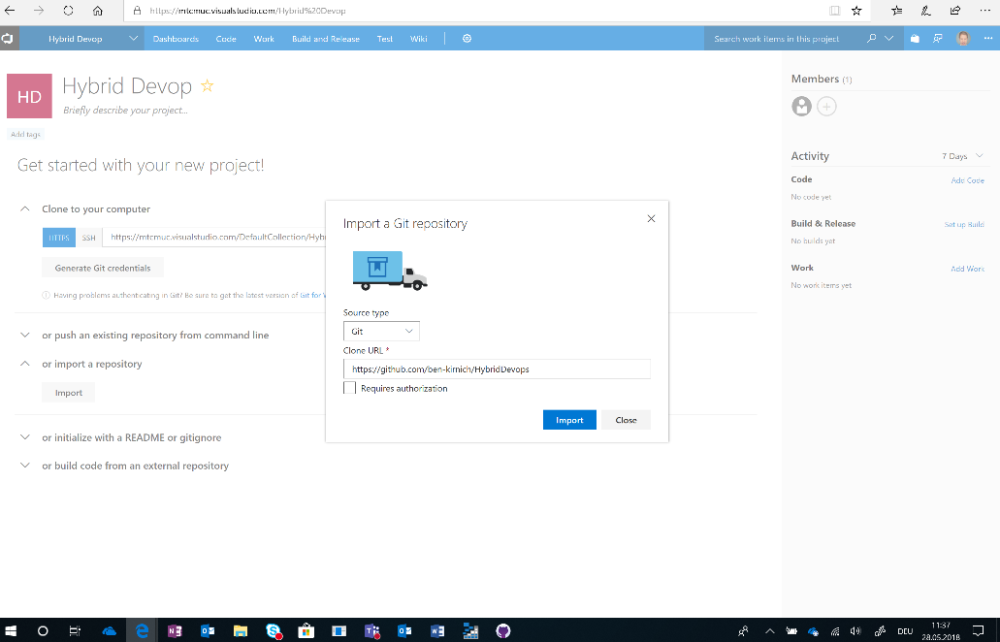 https://mtcmuc.visualstudio.com/Hybrid%20Devop
Hybrid Devop
Dashboards
Code
Work
Build and Release
Test
Wiki
Search work items in this project
HD
Hybrid Devop
Briefly describe your project...
Add tags
Get started with your new project!
Clone to your computer
HTTPS
SSH
https://mtcmuc.visualstudio.com/DefaultCollection/Hybr
Generate Git credentials
Having problems authenticating in Git? Be sure to get the latest version of Git for W
or push an existing repository from command line
or import a repository
Import
or initialize with a README or gitignore
or build code from an external repository
Import a Git repository
Source type
Git
Clone URL *
https://github.com/ben-kirnich/HybridDevops
Requires authorization
Import
Close
Members (1)
Activity
7 Days
Code
Add Code
No code yet
Build & Release
Set up Build
No builds yet
Work
Add Work
No work items yet
DEU
11:37
28.05.2018